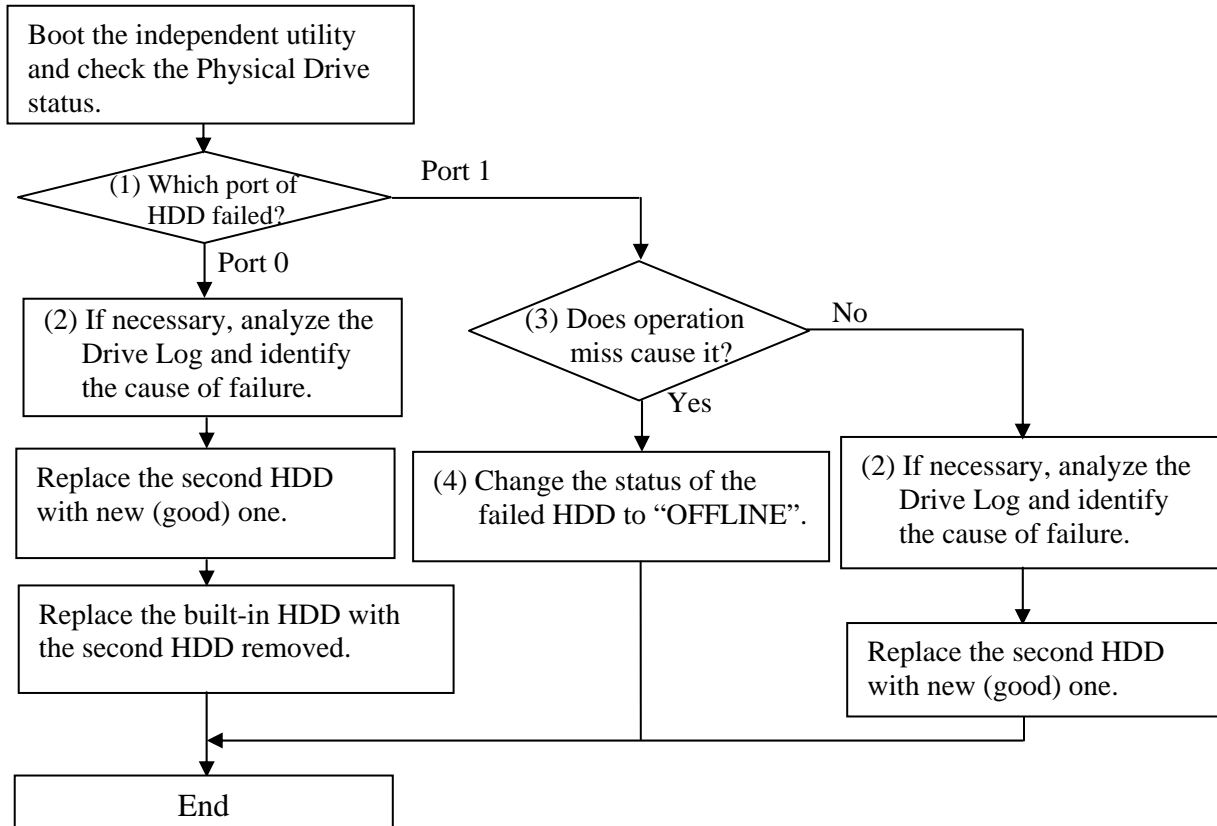 Boot the independent utility
and check the Physical Drive
status.
(1) Which port of
HDD failed?
Port 1
Port 0
(2) If necessary, analyze the
Drive Log and identify
the cause of failure.
(3) Does operation
miss cause it?
No
Yes
Replace the second HDD
with new (good) one.
(4) Change the status of the
failed HDD to “OFFLINE”.
(2) If necessary, analyze the
Drive Log and identify
the cause of failure.
Replace the built-in HDD with
the second HDD removed.
Replace the second HDD
with new (good) one.
End